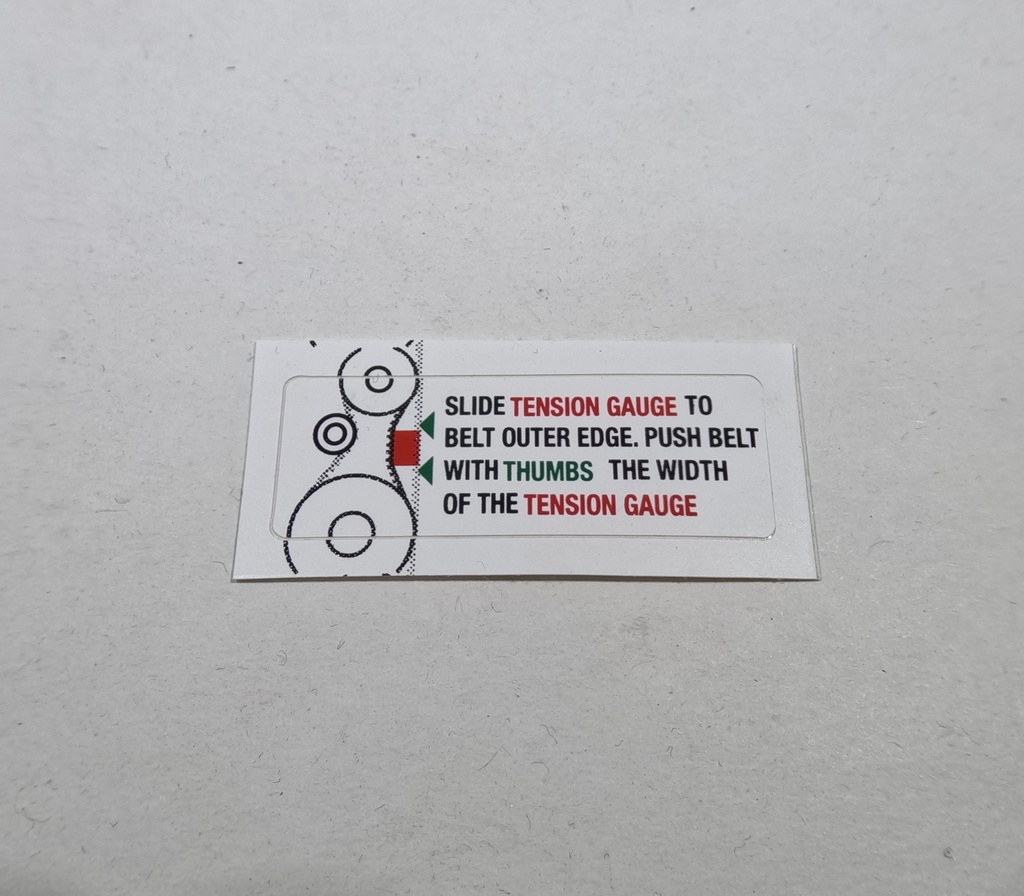 SLIDE TENSION GAUGE TO
BELT OUTER EDGE. PUSH BELT
WITH THUMBS THE WIDTH
OF THE TENSION GAUGE